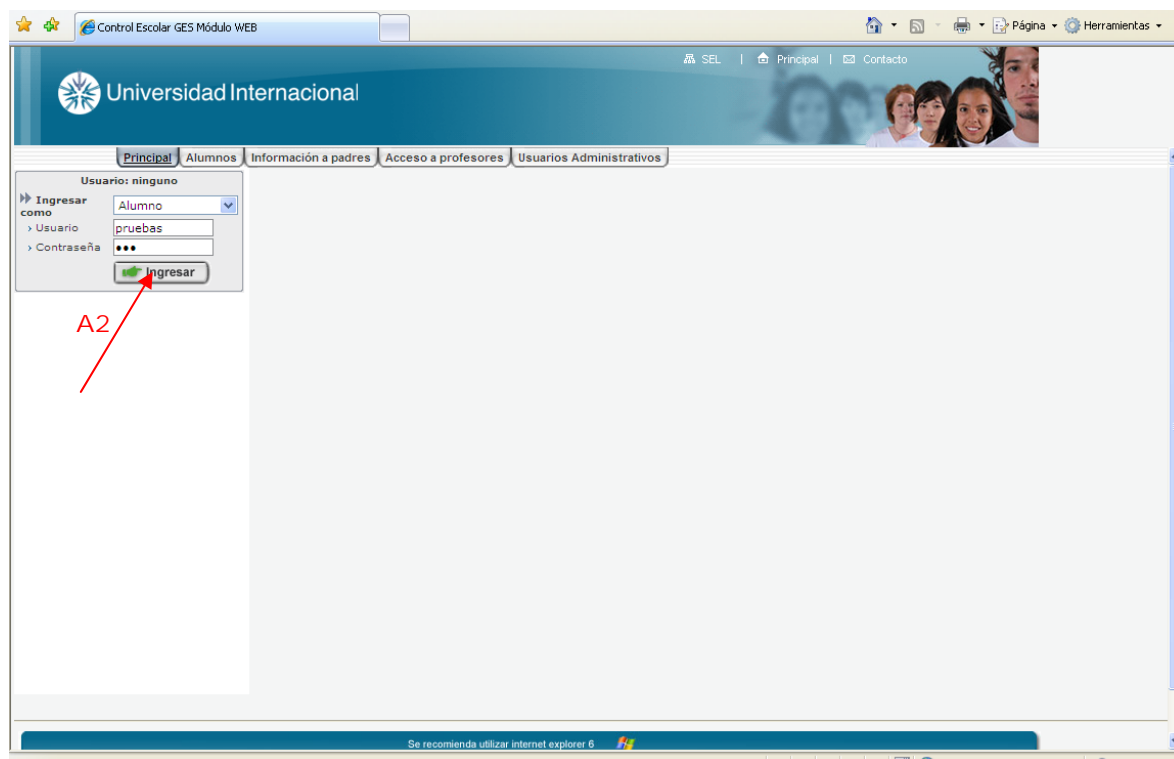 Control Escolar GES Módulo WEB
Página
Herramientas
SEL | Principal | Contacto
Universidad Internacional
Principal Alumnos Información a padres Acceso a profesores Usuarios Administrativos
Usuario: ninguno
Ingresar como Alumno
Usuario pruebas
Contraseña •••
Ingresar
A2
Se recomienda utilizar internet explorer 6